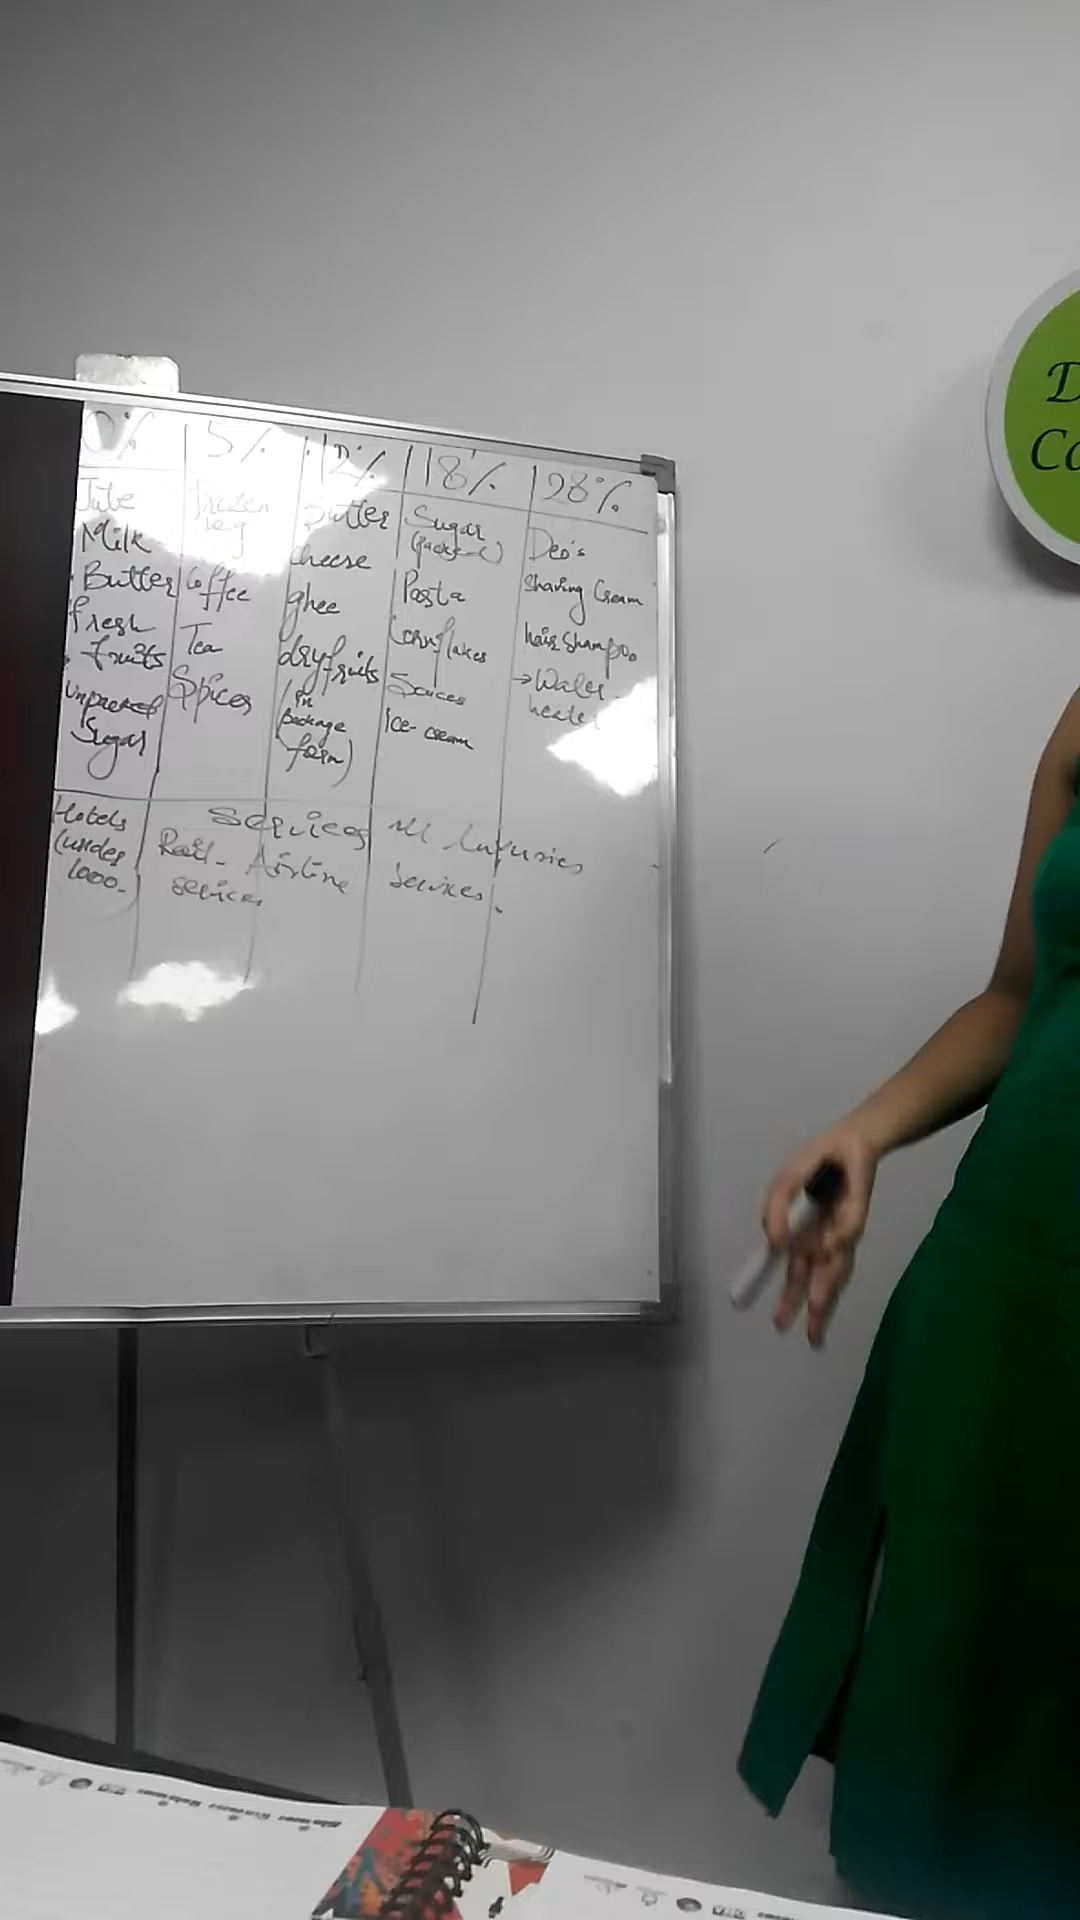 0% 5% 12% 18% 28%
Jute
Milk
Butter
fresh
fruits
unpacked
Sugar
frozen
veg
Coffee
Tea
Spices
Butter
cheese
ghee
dryfruits
(in
Package
form)
Sugar
Pasta
Cornflakes
Sauces
Ice-cream
Deo's
Shaving Cream
hair Shampoo
→Water
heater
Services
Hotels
(under
1000-)
Rail-
services
Airline
All Luxuries
Services.
D
Co